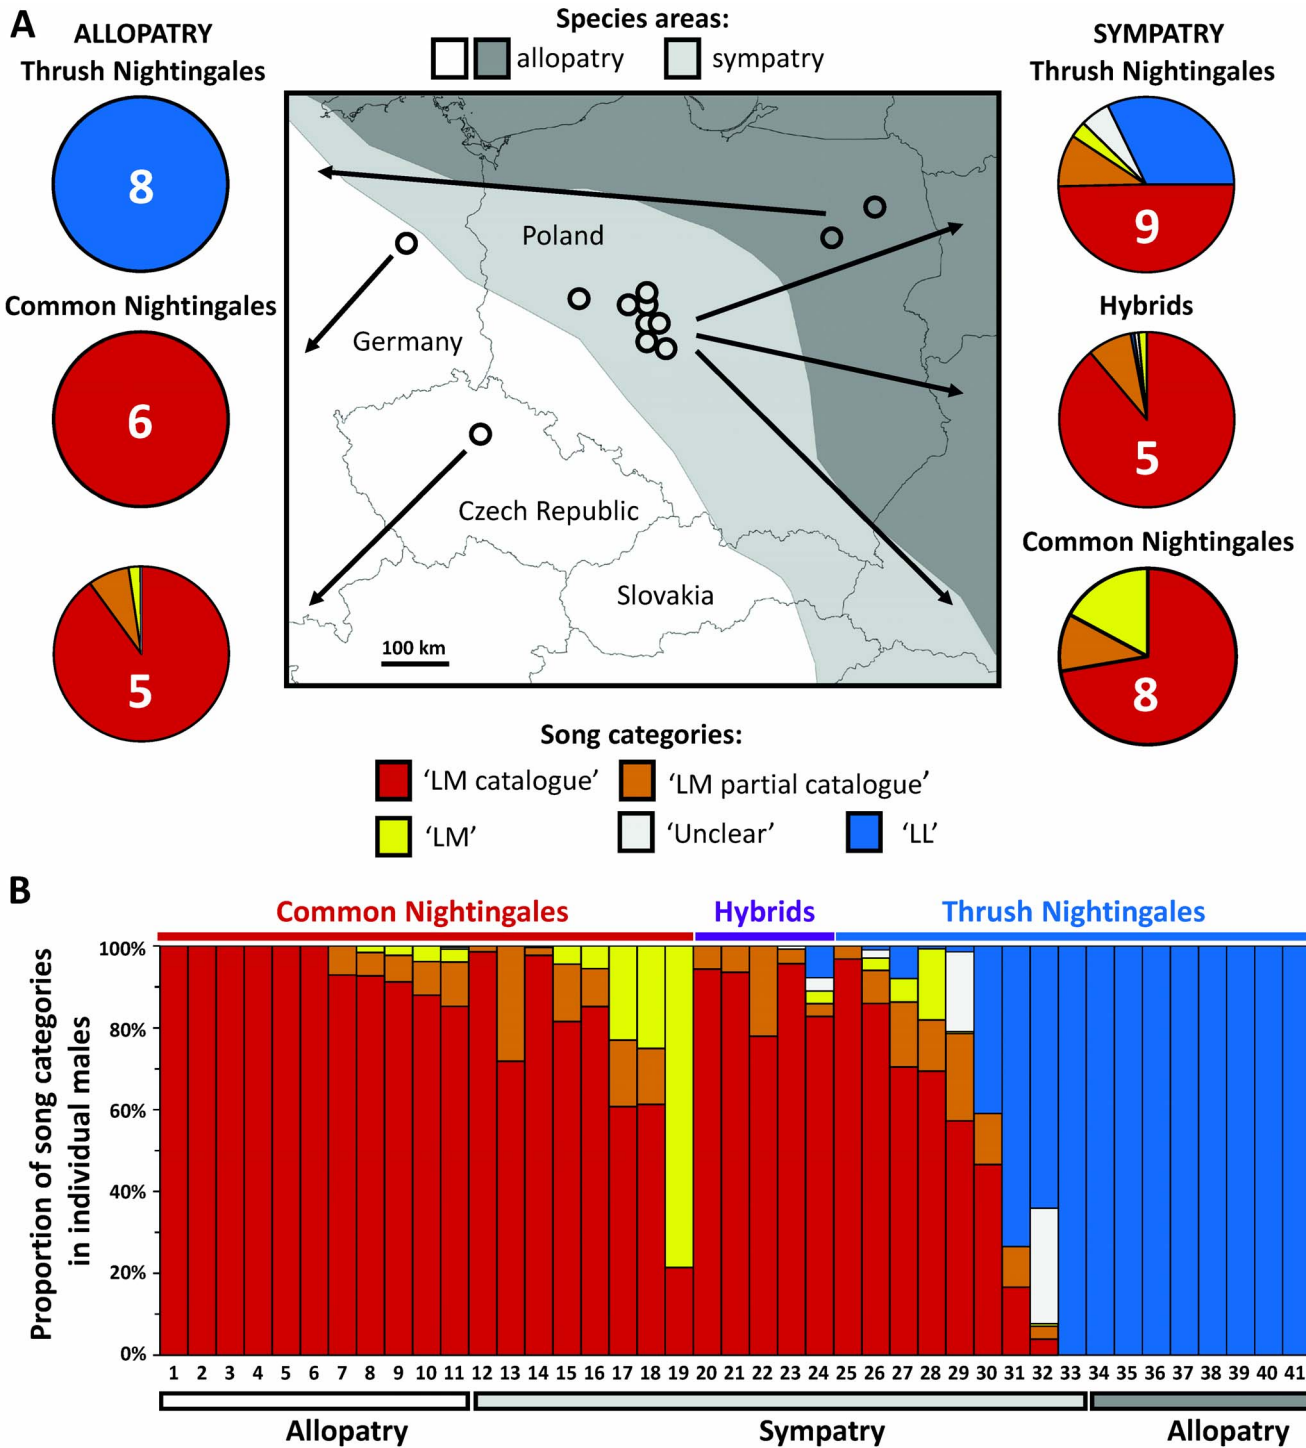 A
ALLOPATRY
Thrush Nightingales
8
Common Nightingales
6
5
Species areas:
allopatry sympatry
Poland
Germany
Czech Republic
Slovakia
100 km
SYMPATRY
Thrush Nightingales
9
Hybrids
5
Common Nightingales
8
Song categories:
‘LM catalogue’ ‘LM partial catalogue’
‘LM’ ‘Unclear’ ‘LL’
B
Common Nightingales Hybrids Thrush Nightingales
Proportion of song categories
in individual males
100%
80%
60%
40%
20%
0%
1 2 3 4 5 6 7 8 9 10 11 12 13 14 15 16 17 18 19 20 21 22 23 24 25 26 27 28 29 30 31 32 33 34 35 36 37 38 39 40 41
Allopatry Sympatry Allopatry